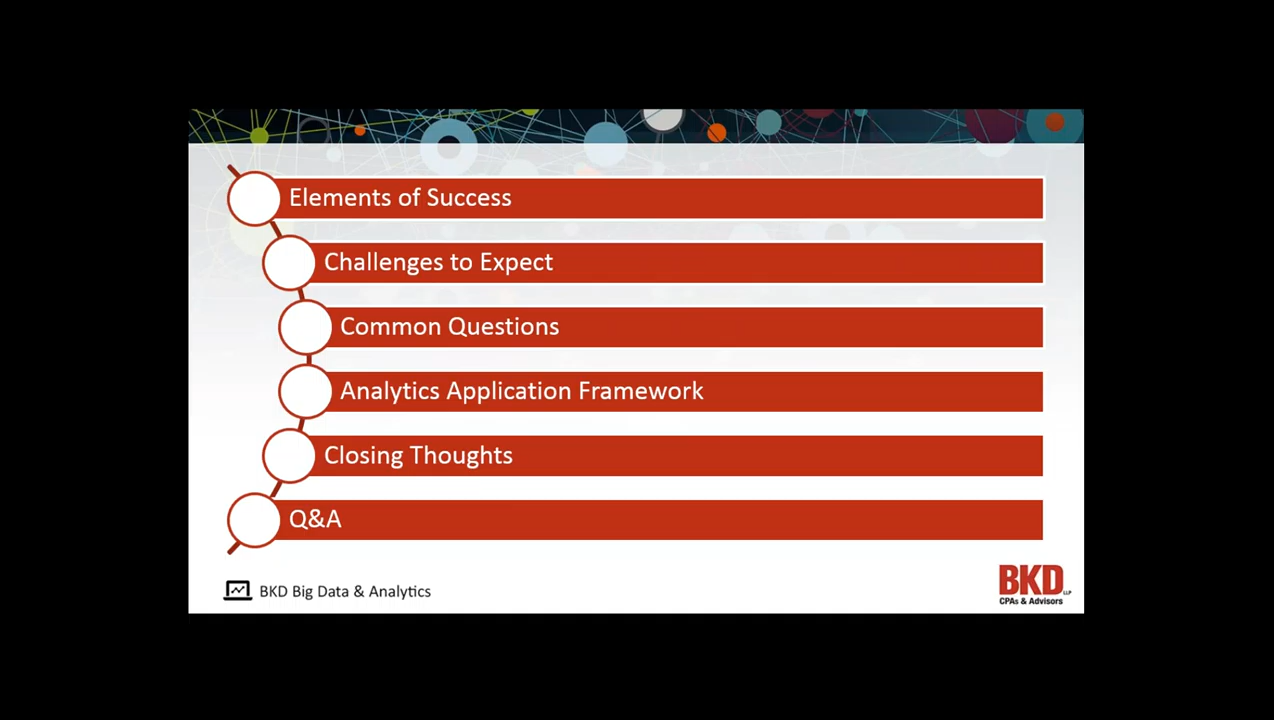 Elements of Success
Challenges to Expect
Common Questions
Analytics Application Framework
Closing Thoughts
Q&A
BKD Big Data & Analytics
BKD LLP
CPAs & Advisors